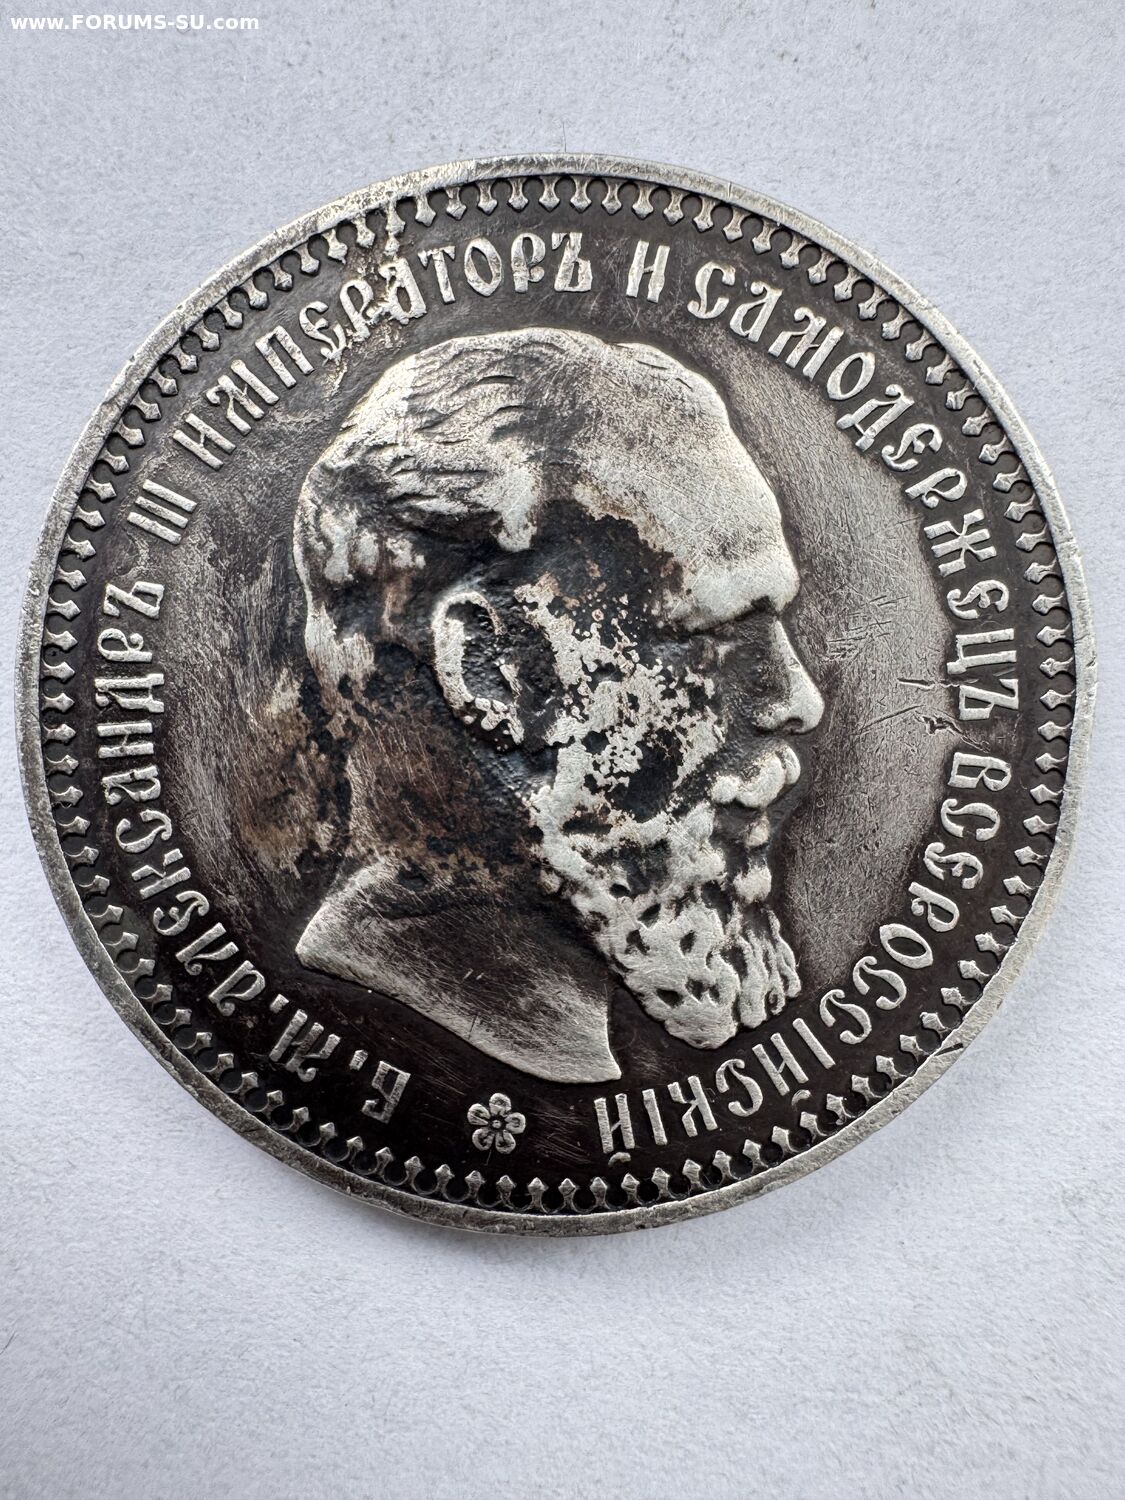 www.FORUMS-SU.com
Б. М. АЛЕКСАНДРЪ III ИМПЕРАТОРЪ И САМОДЕРЖЕЦЪ ВСЕРОССІЙСКІЙ